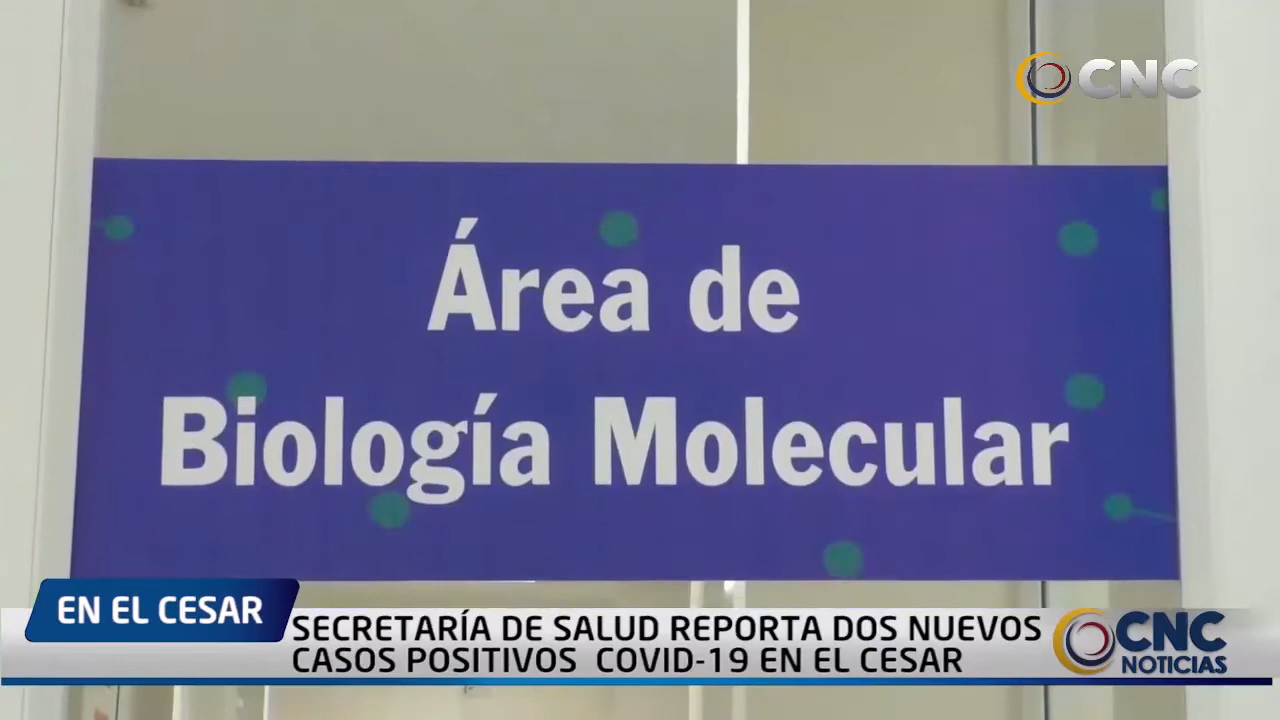 CNC
Área de
Biología Molecular
EN EL CESAR
SECRETARÍA DE SALUD REPORTA DOS NUEVOS
CASOS POSITIVOS COVID-19 EN EL CESAR
CNC
NOTICIAS